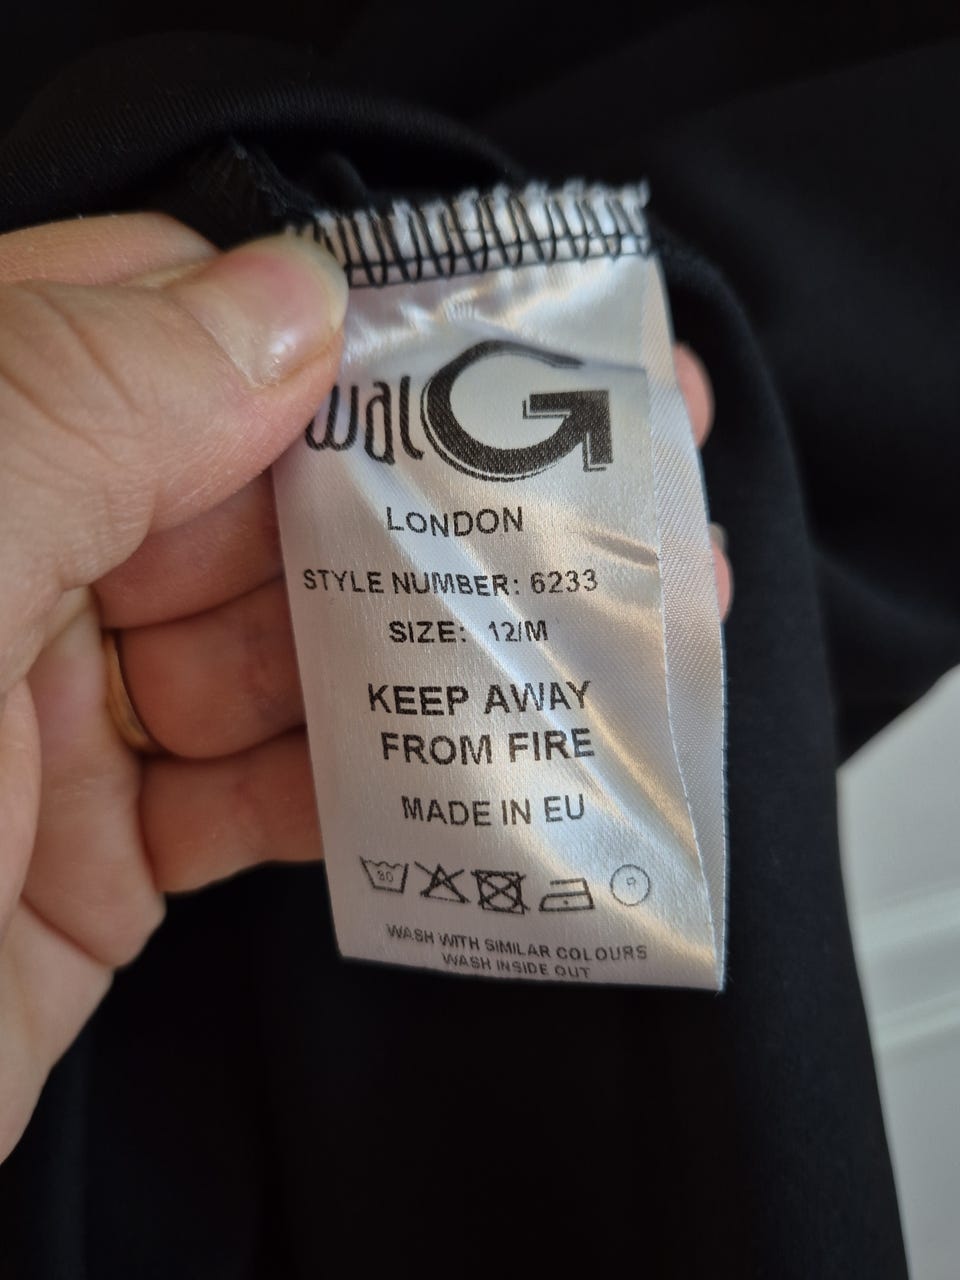 walG
LONDON
STYLE NUMBER: 6233
SIZE: 12/M
KEEP AWAY
FROM FIRE
MADE IN EU
30
P
WASH WITH SIMILAR COLOURS
WASH INSIDE OUT